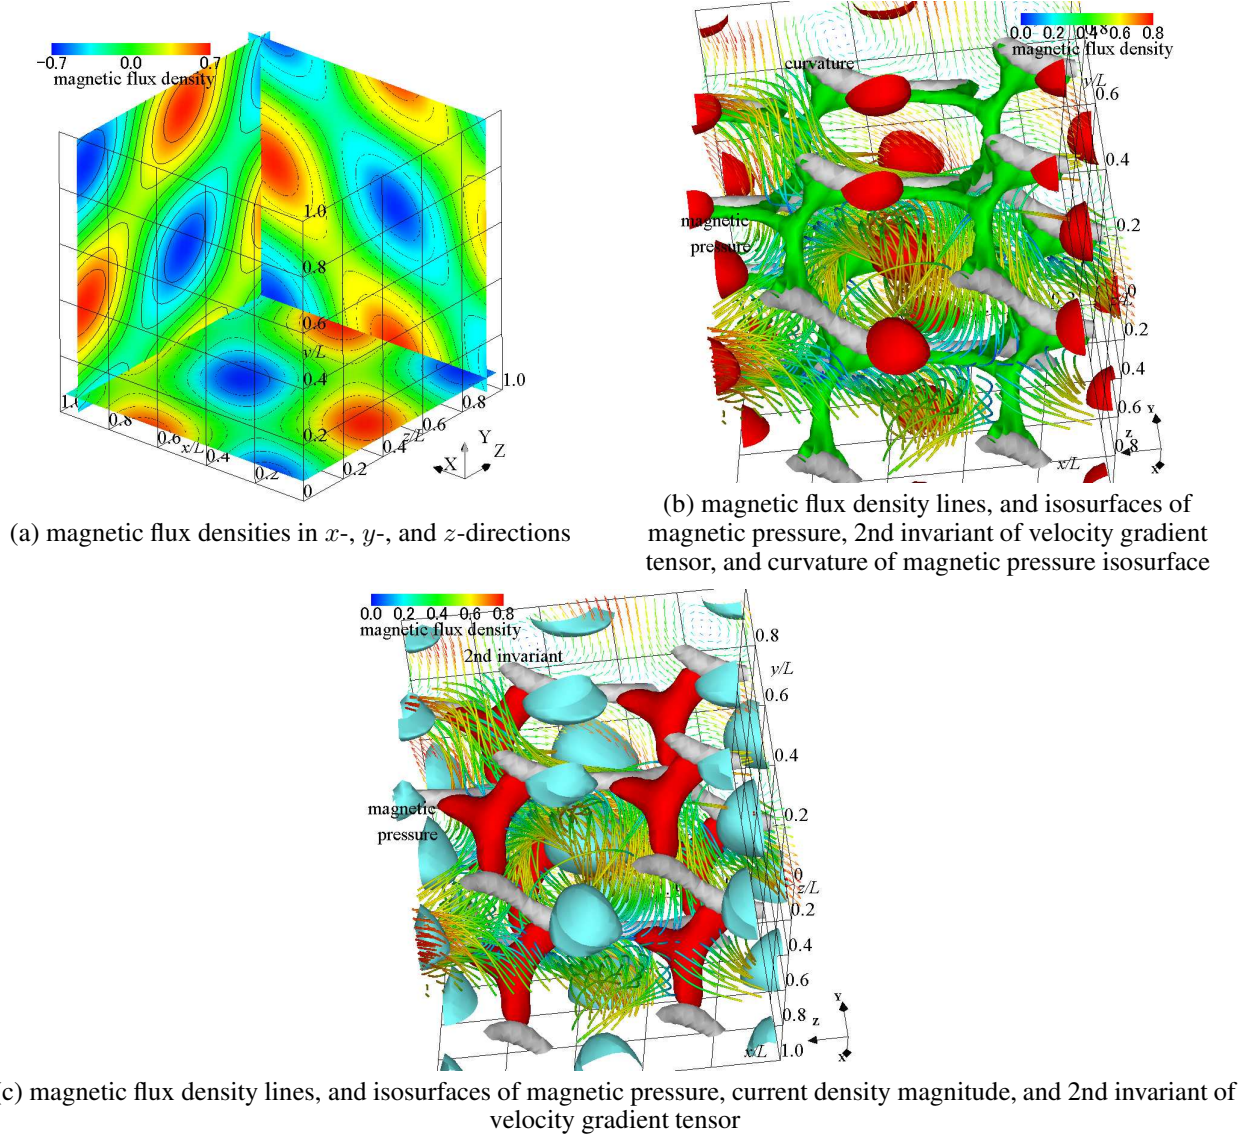 −0.7 0.0 0.7
magnetic flux density
1.0
0.8
0.6
y/L
0.4
0.2
0
1.0
0.8
0.6
x/L
0.4
0.2
0.2
0.4
z/L
0.6
0.8
1.0
X Y Z
(a) magnetic flux densities in x-, y-, and z-directions
0.0 0.2 0.4 0.6 0.8
magnetic flux density
curvature
magnetic
pressure
0.8
y/L
0.6
0.4
0.2
0
0.2
0.4
0.6
0.8
x/L
Y
Z
X
(b) magnetic flux density lines, and isosurfaces of
magnetic pressure, 2nd invariant of velocity gradient
tensor, and curvature of magnetic pressure isosurface
0.0 0.2 0.4 0.6 0.8
magnetic flux density
2nd invariant
magnetic
pressure
0.8
y/L
0.6
0.4
0.2
0
z/L
0.2
0.4
0.6
0.8
x/L 1.0
Y
Z
X
c) magnetic flux density lines, and isosurfaces of magnetic pressure, current density magnitude, and 2nd invariant of
velocity gradient tensor